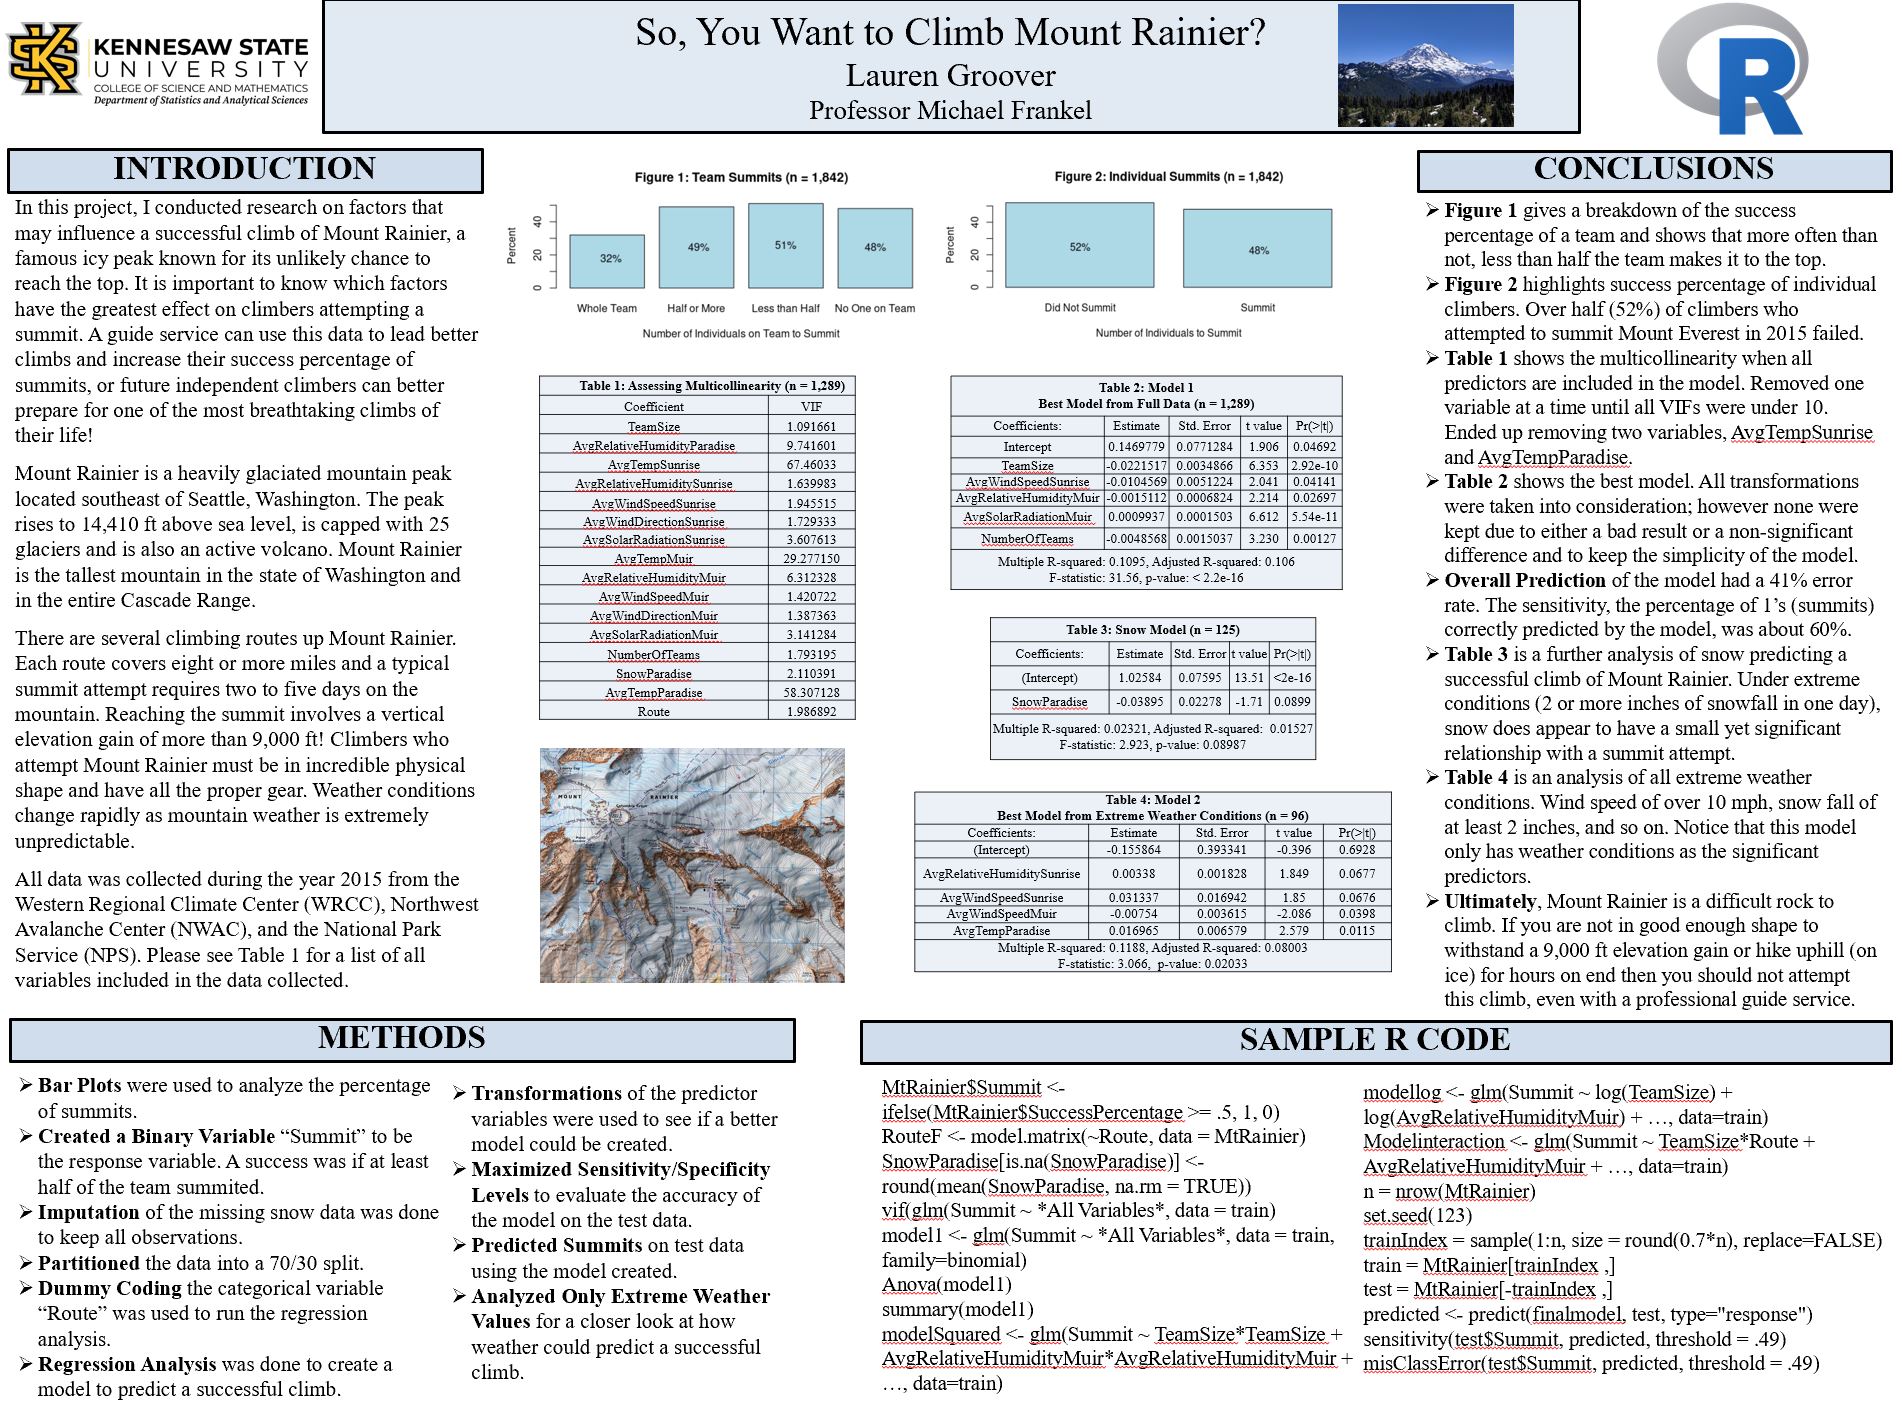 KENNESAW STATE
UNIVERSITY
COLLEGE OF SCIENCE AND MATHEMATICS
Department of Statistics and Analytical Sciences
So, You Want to Climb Mount Rainier?
Lauren Groover
Professor Michael Frankel
R
INTRODUCTION
In this project, I conducted research on factors that
may influence a successful climb of Mount Rainier, a
famous icy peak known for its unlikely chance to
reach the top. It is important to know which factors
have the greatest effect on climbers attempting a
summit. A guide service can use this data to lead better
climbs and increase their success percentage of
summits, or future independent climbers can better
prepare for one of the most breathtaking climbs of
their life!
Mount Rainier is a heavily glaciated mountain peak
located southeast of Seattle, Washington. The peak
rises to 14,410 ft above sea level, is capped with 25
glaciers and is also an active volcano. Mount Rainier
is the tallest mountain in the state of Washington and
in the entire Cascade Range.
There are several climbing routes up Mount Rainier.
Each route covers eight or more miles and a typical
summit attempt requires two to five days on the
mountain. Reaching the summit involves a vertical
elevation gain of more than 9,000 ft! Climbers who
attempt Mount Rainier must be in incredible physical
shape and have all the proper gear. Weather conditions
change rapidly as mountain weather is extremely
unpredictable.
All data was collected during the year 2015 from the
Western Regional Climate Center (WRCC), Northwest
Avalanche Center (NWAC), and the National Park
Service (NPS). Please see Table 1 for a list of all
variables included in the data collected.
Figure 1: Team Summits (n = 1,842)
Percent
0 20 40
32% 49% 51% 48%
Whole Team Half or More Less than Half No One on Team
Number of Individuals on Team to Summit
Figure 2: Individual Summits (n = 1,842)
Percent
0 20 40
52% 48%
Did Not Summit Summit
Number of Individuals to Summit
Table 1: Assessing Multicollinearity (n = 1,289)
Coefficient VIF
TeamSize 1.091661
AvgRelativeHumidityParadise 9.741601
AvgTempSunrise 67.46033
AvgRelativeHumiditySunrise 1.639983
AvgWindSpeedSunrise 1.945515
AvgWindDirectionSunrise 1.729333
AvgSolarRadiationSunrise 3.607613
AvgTempMuir 29.277150
AvgRelativeHumidityMuir 6.312328
AvgWindSpeedMuir 1.420722
AvgWindDirectionMuir 1.387363
AvgSolarRadiationMuir 3.141284
NumberOfTeams 1.793195
SnowParadise 2.110391
AvgTempParadise 58.307128
Route 1.986892
MOUNT RAINIER
Table 2: Model 1
Best Model from Full Data (n = 1,289)
Coefficients: Estimate Std. Error t value Pr(>|t|)
Intercept 0.1469779 0.0771284 1.906 0.04692
TeamSize -0.0221517 0.0034866 6.353 2.92e-10
AvgWindSpeedSunrise -0.0104569 0.0051224 2.041 0.04141
AvgRelativeHumidityMuir -0.0015112 0.0006824 2.214 0.02697
AvgSolarRadiationMuir 0.0009937 0.0001503 6.612 5.54e-11
NumberOfTeams -0.0048568 0.0015037 3.230 0.00127
Multiple R-squared: 0.1095, Adjusted R-squared: 0.106
F-statistic: 31.56, p-value: < 2.2e-16
Table 3: Snow Model (n = 125)
Coefficients: Estimate Std. Error t value Pr(>|t|)
(Intercept) 1.02584 0.07595 13.51 <2e-16
SnowParadise -0.03895 0.02278 -1.71 0.0899
Multiple R-squared: 0.02321, Adjusted R-squared: 0.01527
F-statistic: 2.923, p-value: 0.08987
Table 4: Model 2
Best Model from Extreme Weather Conditions (n = 96)
Coefficients: Estimate Std. Error t value Pr(>|t|)
(Intercept) -0.155864 0.393341 -0.396 0.6928
AvgRelativeHumiditySunrise 0.00338 0.001828 1.849 0.0677
AvgWindSpeedSunrise 0.031337 0.016942 1.85 0.0676
AvgWindSpeedMuir -0.00754 0.003615 -2.086 0.0398
AvgTempParadise 0.016965 0.006579 2.579 0.0115
Multiple R-squared: 0.1188, Adjusted R-squared: 0.08003
F-statistic: 3.066, p-value: 0.02033
CONCLUSIONS
➢ Figure 1 gives a breakdown of the success
percentage of a team and shows that more often than
not, less than half the team makes it to the top.
➢ Figure 2 highlights success percentage of individual
climbers. Over half (52%) of climbers who
attempted to summit Mount Everest in 2015 failed.
➢ Table 1 shows the multicollinearity when all
predictors are included in the model. Removed one
variable at a time until all VIFs were under 10.
Ended up removing two variables, AvgTempSunrise
and AvgTempParadise.
➢ Table 2 shows the best model. All transformations
were taken into consideration; however none were
kept due to either a bad result or a non-significant
difference and to keep the simplicity of the model.
➢ Overall Prediction of the model had a 41% error
rate. The sensitivity, the percentage of 1’s (summits)
correctly predicted by the model, was about 60%.
➢ Table 3 is a further analysis of snow predicting a
successful climb of Mount Rainier. Under extreme
conditions (2 or more inches of snowfall in one day),
snow does appear to have a small yet significant
relationship with a summit attempt.
➢ Table 4 is an analysis of all extreme weather
conditions. Wind speed of over 10 mph, snow fall of
at least 2 inches, and so on. Notice that this model
only has weather conditions as the significant
predictors.
➢ Ultimately, Mount Rainier is a difficult rock to
climb. If you are not in good enough shape to
withstand a 9,000 ft elevation gain or hike uphill (on
ice) for hours on end then you should not attempt
this climb, even with a professional guide service.
METHODS
➢ Bar Plots were used to analyze the percentage
of summits.
➢ Created a Binary Variable “Summit” to be
the response variable. A success was if at least
half of the team summited.
➢ Imputation of the missing snow data was done
to keep all observations.
➢ Partitioned the data into a 70/30 split.
➢ Dummy Coding the categorical variable
“Route” was used to run the regression
analysis.
➢ Regression Analysis was done to create a
model to predict a successful climb.
➢ Transformations of the predictor
variables were used to see if a better
model could be created.
➢ Maximized Sensitivity/Specificity
Levels to evaluate the accuracy of
the model on the test data.
➢ Predicted Summits on test data
using the model created.
➢ Analyzed Only Extreme Weather
Values for a closer look at how
weather could predict a successful
climb.
SAMPLE R CODE
MtRainier$Summit <-
ifelse(MtRainier$SuccessPercentage >= .5, 1, 0)
RouteF <- model.matrix(~Route, data = MtRainier)
SnowParadise[is.na(SnowParadise)] <-
round(mean(SnowParadise, na.rm = TRUE))
vif(glm(Summit ~ *All Variables*, data = train)
model1 <- glm(Summit ~ *All Variables*, data = train,
family=binomial)
Anova(model1)
summary(model1)
modelSquared <- glm(Summit ~ TeamSize*TeamSize +
AvgRelativeHumidityMuir*AvgRelativeHumidityMuir +
…, data=train)
modellog <- glm(Summit ~ log(TeamSize) +
log(AvgRelativeHumidityMuir) + …, data=train)
Modelinteraction <- glm(Summit ~ TeamSize*Route +
AvgRelativeHumidityMuir + …, data=train)
n = nrow(MtRainier)
set.seed(123)
trainIndex = sample(1:n, size = round(0.7*n), replace=FALSE)
train = MtRainier[trainIndex ,]
test = MtRainier[-trainIndex ,]
predicted <- predict(finalmodel, test, type="response")
sensitivity(test$Summit, predicted, threshold = .49)
misClassError(test$Summit, predicted, threshold = .49)